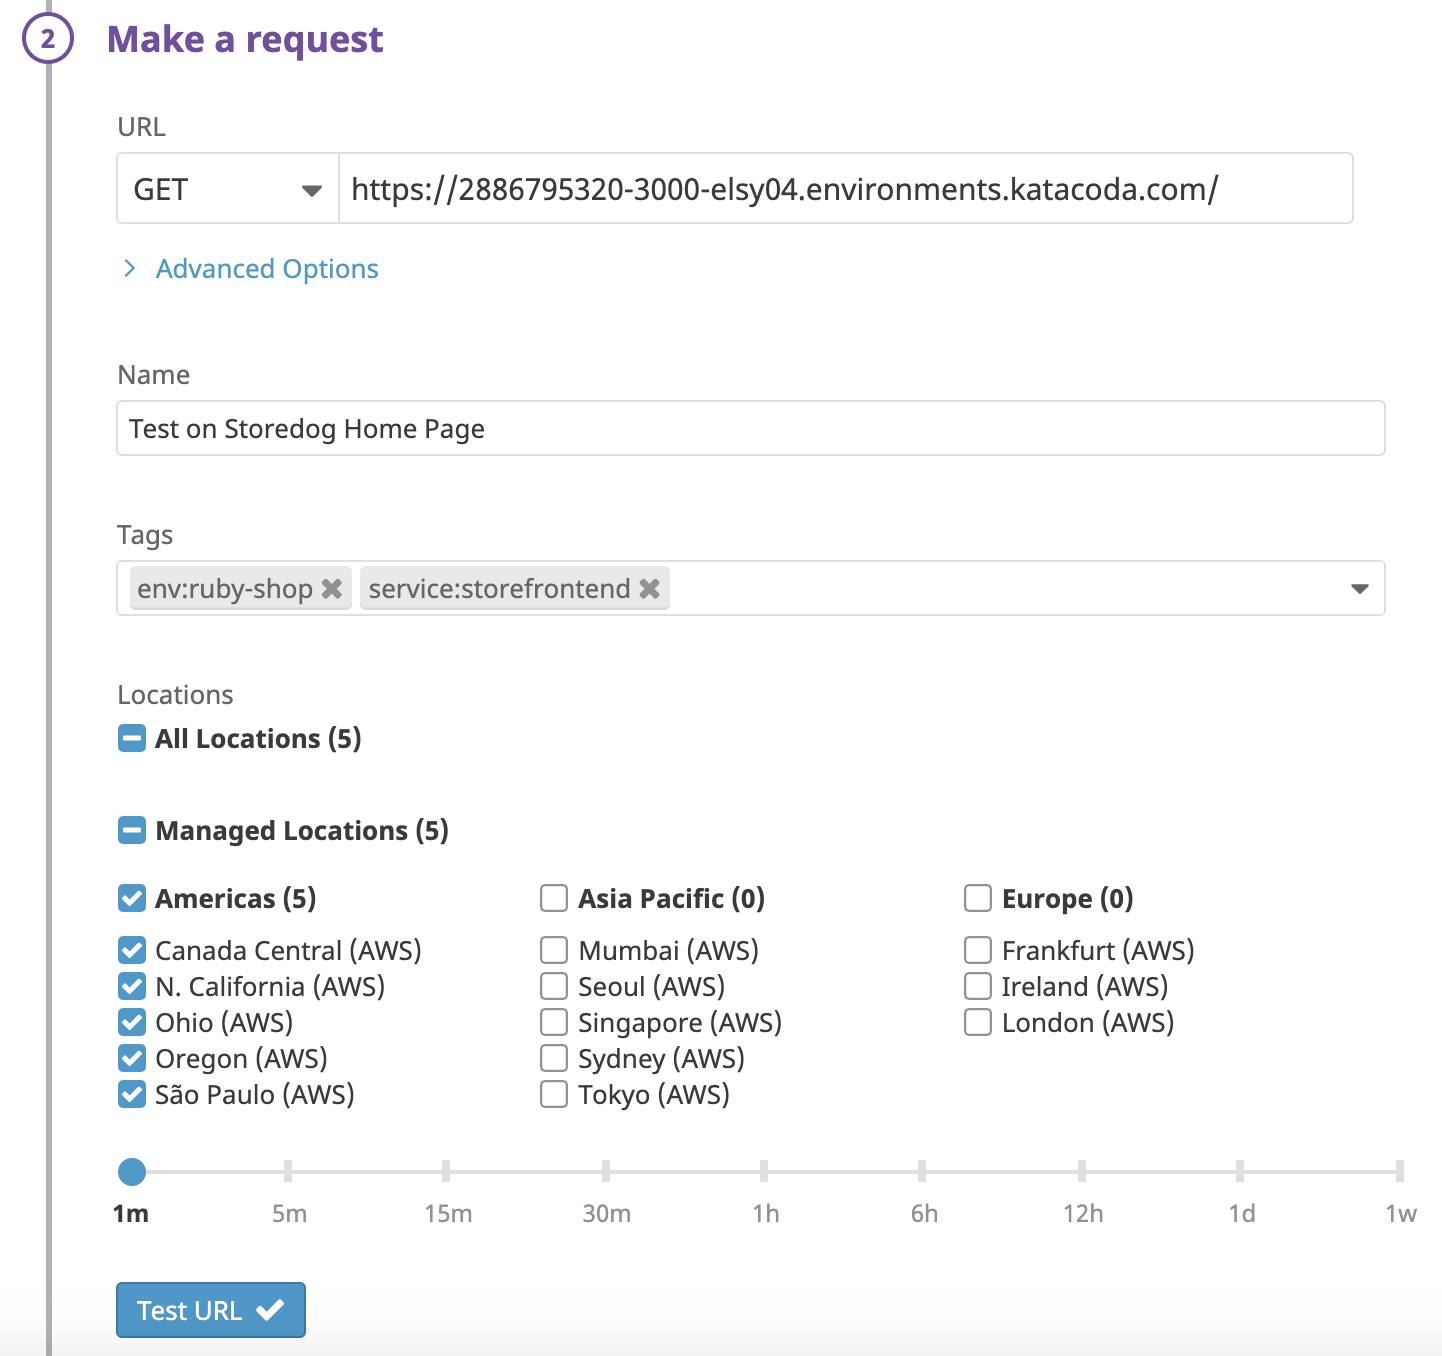 2 Make a request
URL
GET https://2886795320-3000-elsy04.environments.katacoda.com/
Advanced Options
Name
Test on Storedog Home Page
Tags
env:ruby-shop service:storefrontend
Locations
All Locations (5)
Managed Locations (5)
Americas (5)
Canada Central (AWS)
N. California (AWS)
Ohio (AWS)
Oregon (AWS)
São Paulo (AWS)
Asia Pacific (0)
Mumbai (AWS)
Seoul (AWS)
Singapore (AWS)
Sydney (AWS)
Tokyo (AWS)
Europe (0)
Frankfurt (AWS)
Ireland (AWS)
London (AWS)
1m 5m 15m 30m 1h 6h 12h 1d 1w
Test URL